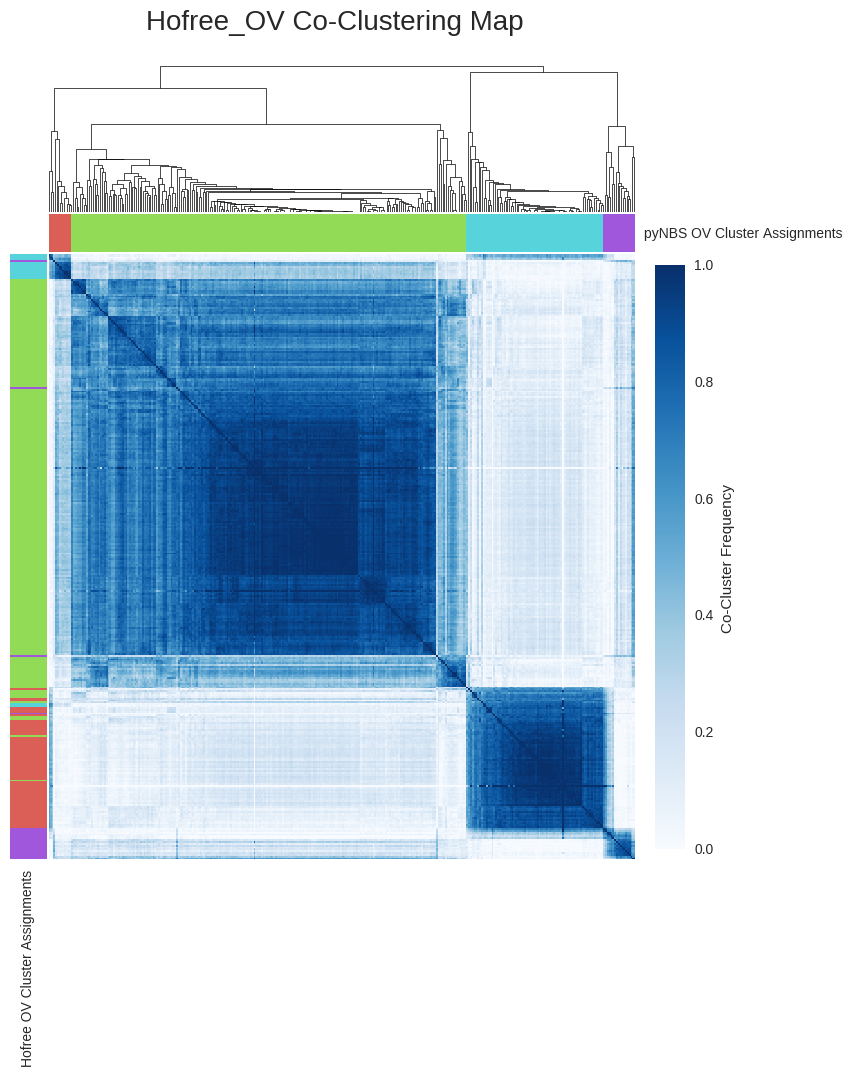 Hofree_OV Co-Clustering Map
pyNBS OV Cluster Assignments
1.0
0.8
0.6
0.4
0.2
0.0
Co-Cluster Frequency
Hofree OV Cluster Assignments